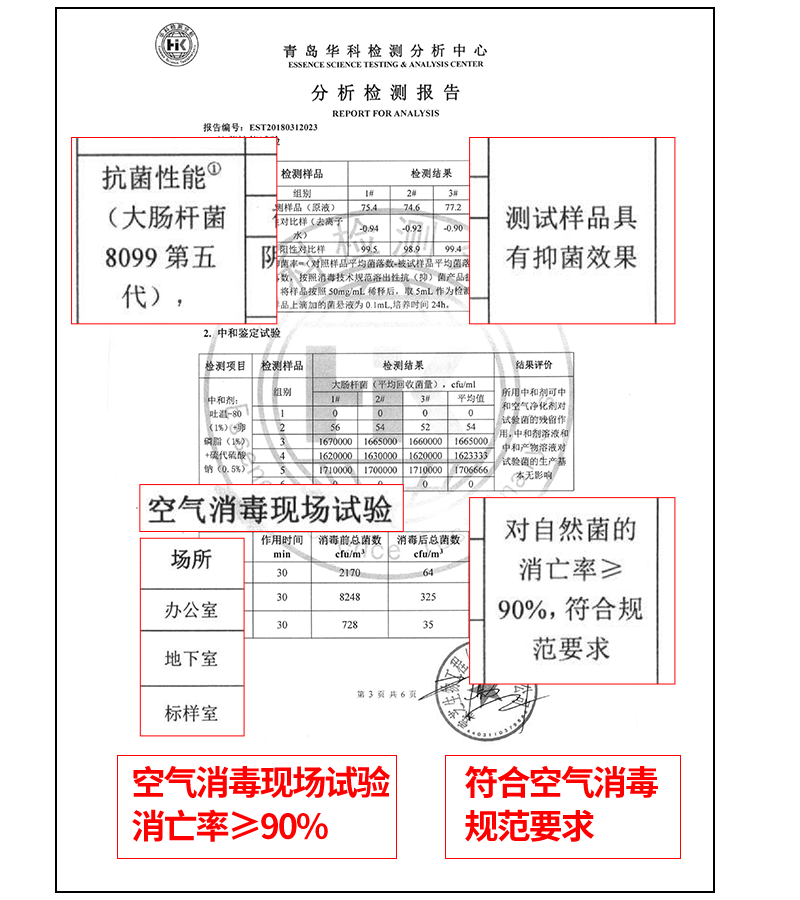 青岛华科检测分析中心
ESSENCE SCIENCE TESTING & ANALYSIS CENTER
分析检测报告
REPORT FOR ANALYSIS
报告编号：EST20180312023
抗菌性能①
（大肠杆菌
8099 第五
代），
阴
检测样品 检测结果
组别 1# 2# 3#
测样品（原液） 75.4 74.6 77.2
对比样（去离子
水） -0.94 -0.92 -0.90
阳性对比样 99.5 98.9 99.4
菌率=（对照样品平均菌落数-被试样品平均菌落
数，按照消毒技术规范溶出性抗（抑）菌产品
将样品按照 50mg/mL 稀释后，取 5mL 作为检测
品上滴加的菌悬液为 0.1mL,培养时间 24h。
测试样品具
有抑菌效果
2. 中和鉴定试验
检测项目 检测样品 检测结果 结果评价
组别 大肠杆菌（平均回收菌量），cfu/ml
1# 2# 3# 平均值
中和剂：
吐温-80
（1%）+卵
磷脂（1%）
+硫代硫酸
钠（0.5%）
1 0 0 0 0
2 56 54 52 54
3 1670000 1665000 1660000 1665000
4 1620000 1630000 1620000 1623333
5 1710000 1700000 1710000 1706666
6 0 0 0 0
所用中和剂可中
和空气净化剂对
试验菌的残留作
用，中和剂溶液和
中和产物溶液对
试验菌的生产基
本无影响
空气消毒现场试验
场所 作用时间 min 消毒前总菌数 cfu/m³ 消毒后总菌数 cfu/m³
办公室 30 2170 64
地下室 30 8248 325
标样室 30 728 35
对自然菌的
消亡率≥
90%，符合规
范要求
第 3 页 共 6 页
空气消毒现场试验
消亡率≥90%
符合空气消毒
规范要求